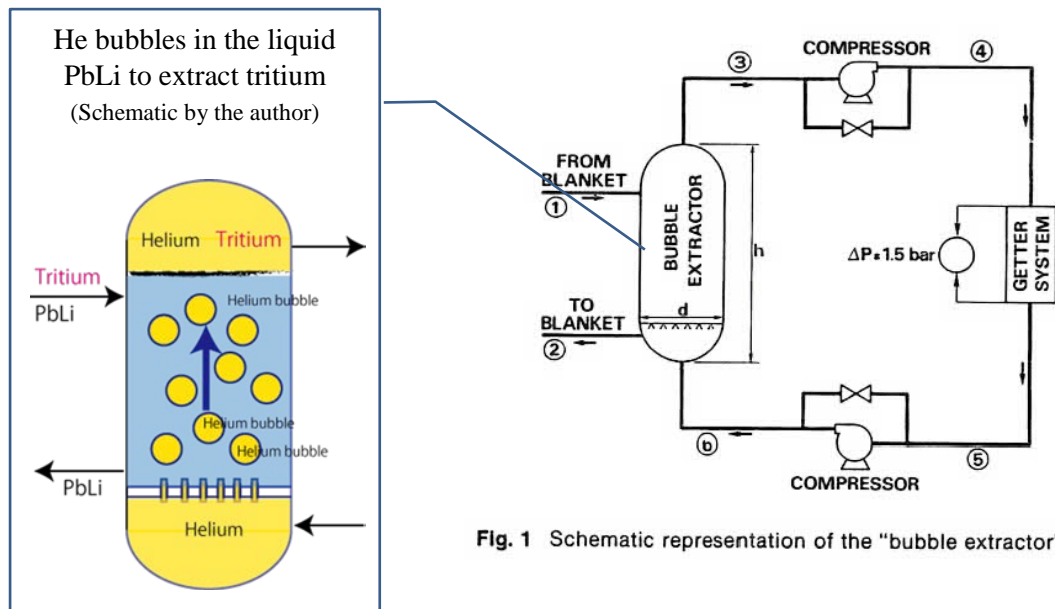 He bubbles in the liquid
PbLi to extract tritium
(Schematic by the author)
Helium Tritium
Tritium
PbLi
Helium bubble
Helium bubble
Helium bubble
PbLi
Helium
COMPRESSOR
③
④
FROM
BLANKET
①
BUBBLE
EXTRACTOR
h
d
TO
BLANKET
②
ΔP≤1.5 bar
GETTER
SYSTEM
⑥
⑤
COMPRESSOR
Fig. 1 Schematic representation of the "bubble extractor"